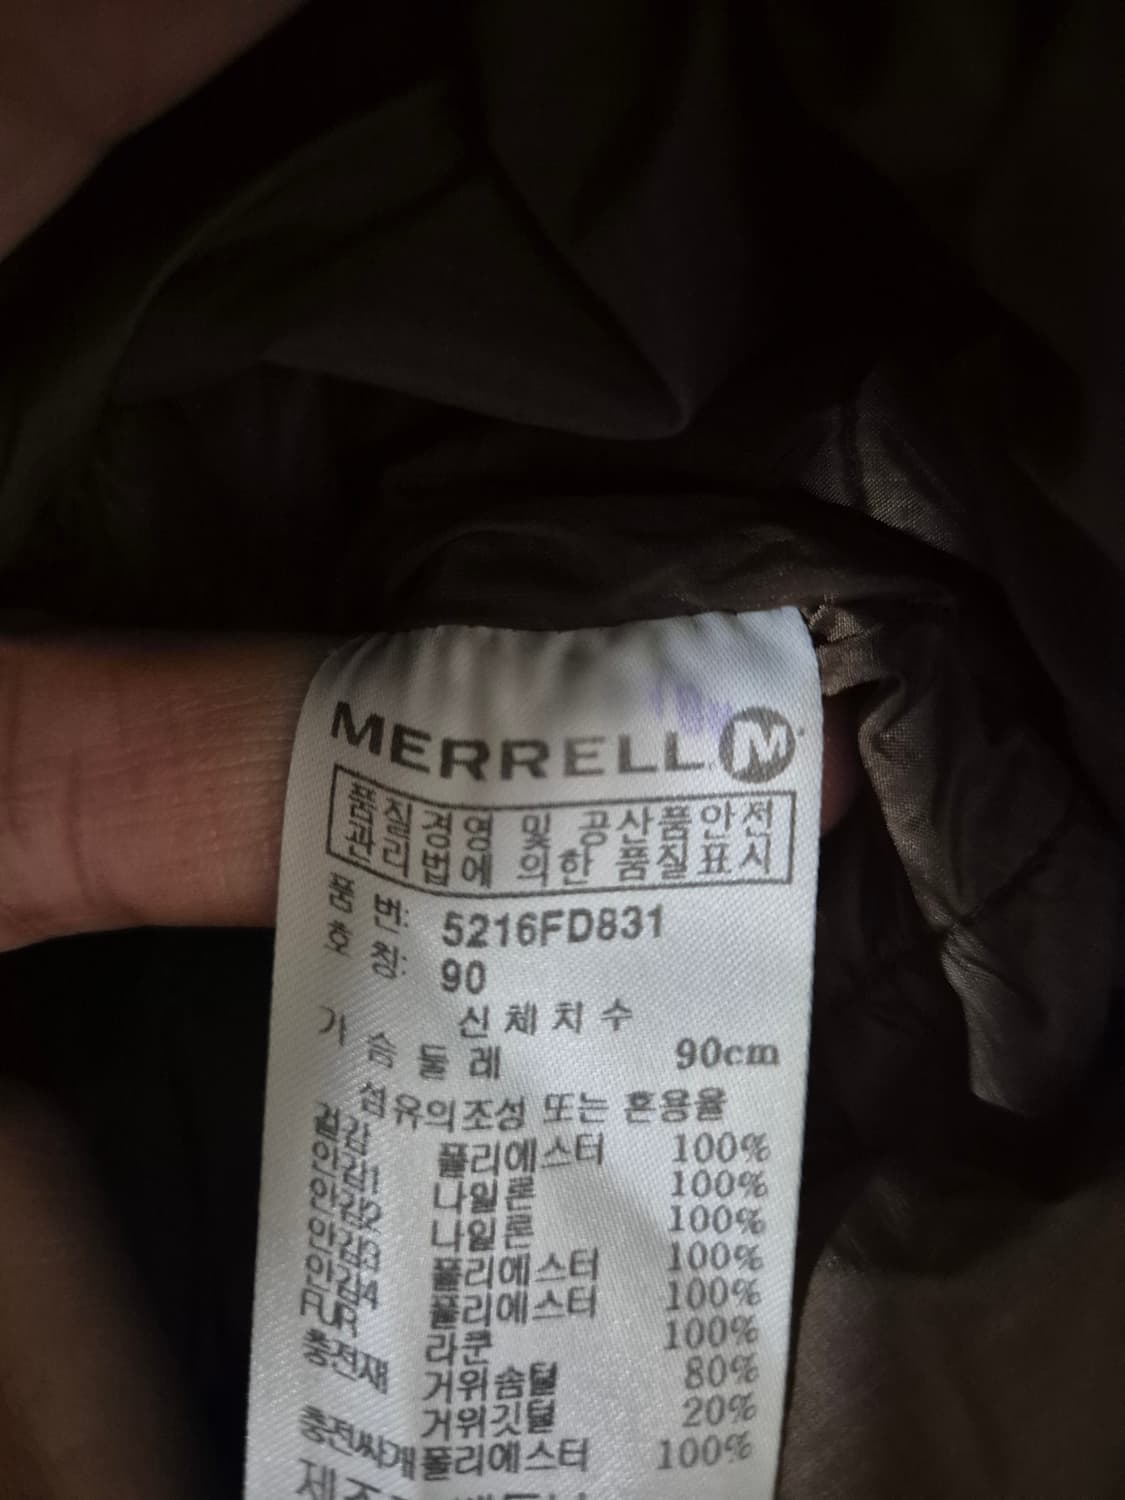 MERRELL M
품질경영 및 공산품안전
관리법에 의한 품질표시
품 번: 5216FD831
호 칭: 90
신체치수
가슴둘레 90cm
섬유의조성 또는 혼용율
겉감 폴리에스터 100%
안감1 나일론 100%
안감2 나일론 100%
안감3 폴리에스터 100%
안감4 폴리에스터 100%
FUR 라쿤 100%
충전재 거위솜털 80%
거위깃털 20%
충전싸개 폴리에스터 100%